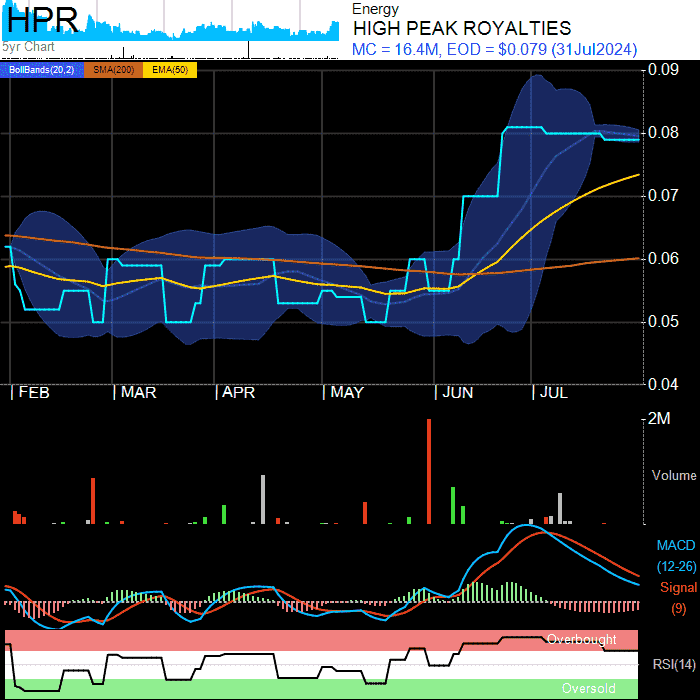 HPR
5yr Chart
Energy
HIGH PEAK ROYALTIES
MC = 16.4M, EOD = $0.079 (31Jul2024)
BollBands(20,2) SMA(200) EMA(50)
0.09
0.08
0.07
0.06
0.05
0.04
FEB MAR APR MAY JUN JUL
2M
Volume
MACD
(12-26)
Signal
(9)
Overbought
RSI(14)
Oversold